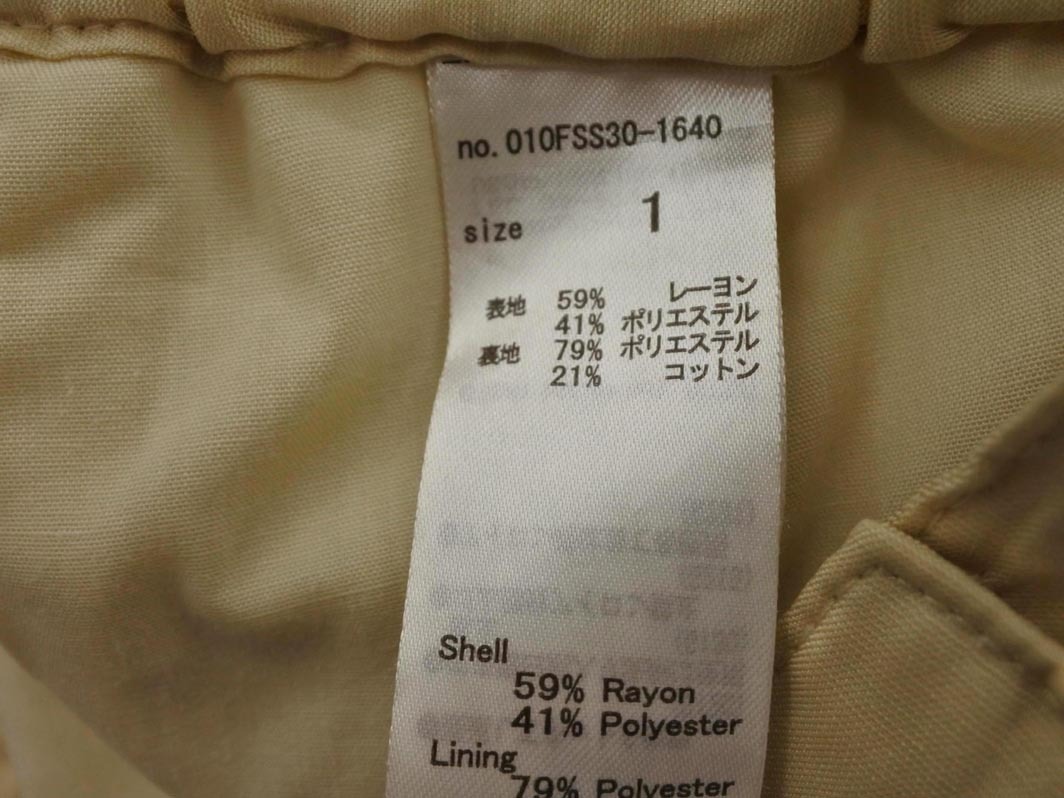 no. 010FSS30-1640
size 1
表地 59% レーヨン
41% ポリエステル
裏地 79% ポリエステル
21% コットン
Shell
59% Rayon
41% Polyester
Lining
79% Polyester